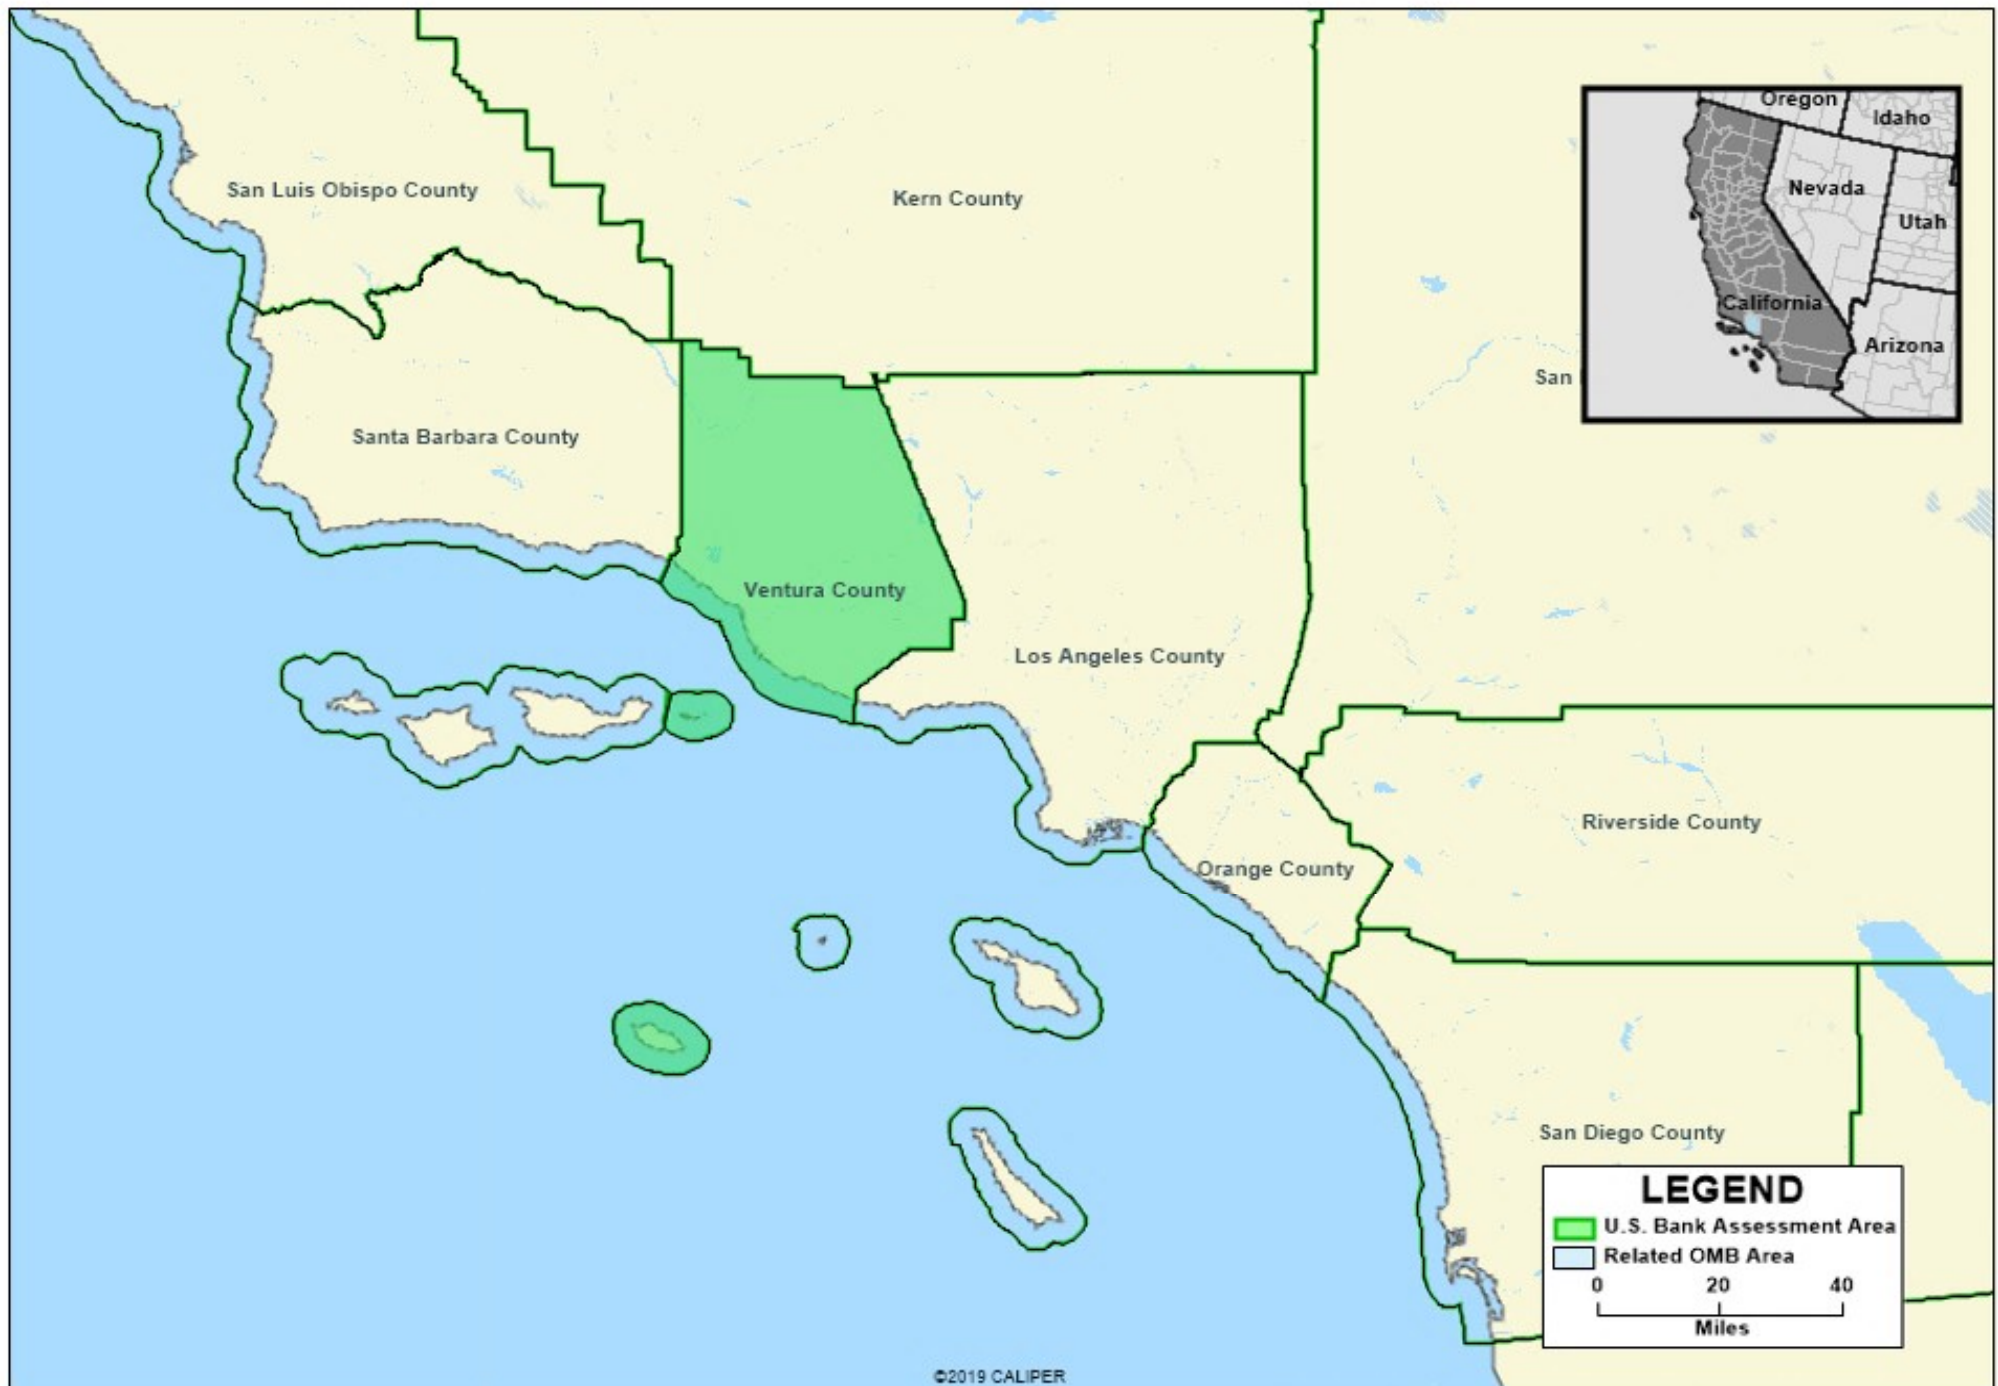 Oregon
Idaho
Nevada
Utah
California
Arizona
San Luis Obispo County
Kern County
San
Santa Barbara County
Ventura County
Los Angeles County
Riverside County
Orange County
San Diego County
LEGEND
U.S. Bank Assessment Area
Related OMB Area
0 20 40
Miles
©2019 CALIPER